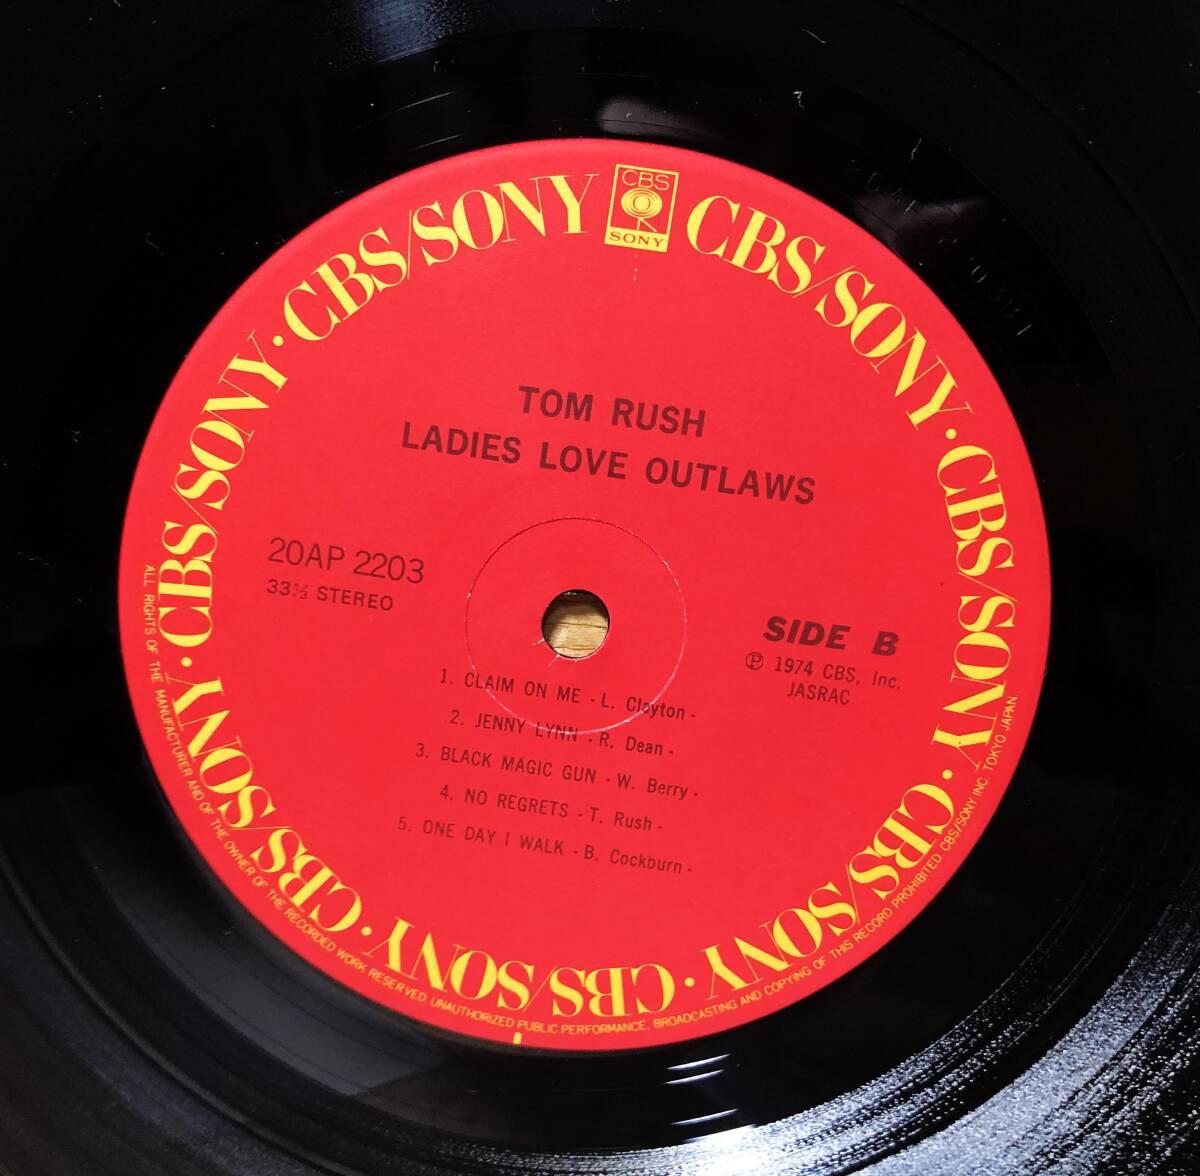 CBS
SONY
CBS/SONY · CBS/SONY · CBS/SONY · CBS/SONY · CBS/SONY · CBS/SONY · CBS/SONY · CBS/SONY
TOM RUSH
LADIES LOVE OUTLAWS
20AP 2203
33⅓ STEREO
SIDE B
Ⓟ 1974 CBS, Inc.
JASRAC
1. CLAIM ON ME - L. Clayton -
2. JENNY LYNN - R. Dean -
3. BLACK MAGIC GUN - W. Berry -
4. NO REGRETS - T. Rush -
5. ONE DAY I WALK - B. Cockburn -
ALL RIGHTS OF THE MANUFACTURER AND OF THE OWNER OF THE RECORDED WORK RESERVED. UNAUTHORIZED PUBLIC PERFORMANCE, BROADCASTING AND COPYING OF THIS RECORD PROHIBITED. CBS/SONY INC. TOKYO JAPAN.